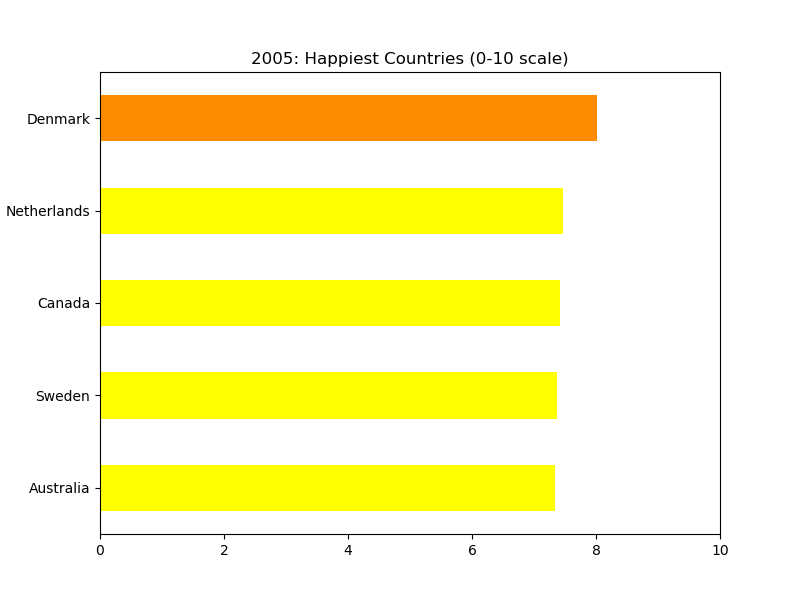 2005: Happiest Countries (0-10 scale)
Denmark
Netherlands
Canada
Sweden
Australia
0 2 4 6 8 10